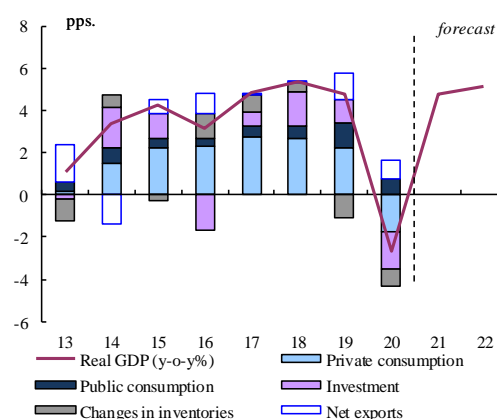 8
pps.
forecast
6
4
2
0
-2
-4
-6
13 14 15 16 17 18 19 20 21 22
Real GDP (y-o-y%) Private consumption
Public consumption Investment
Changes in inventories Net exports